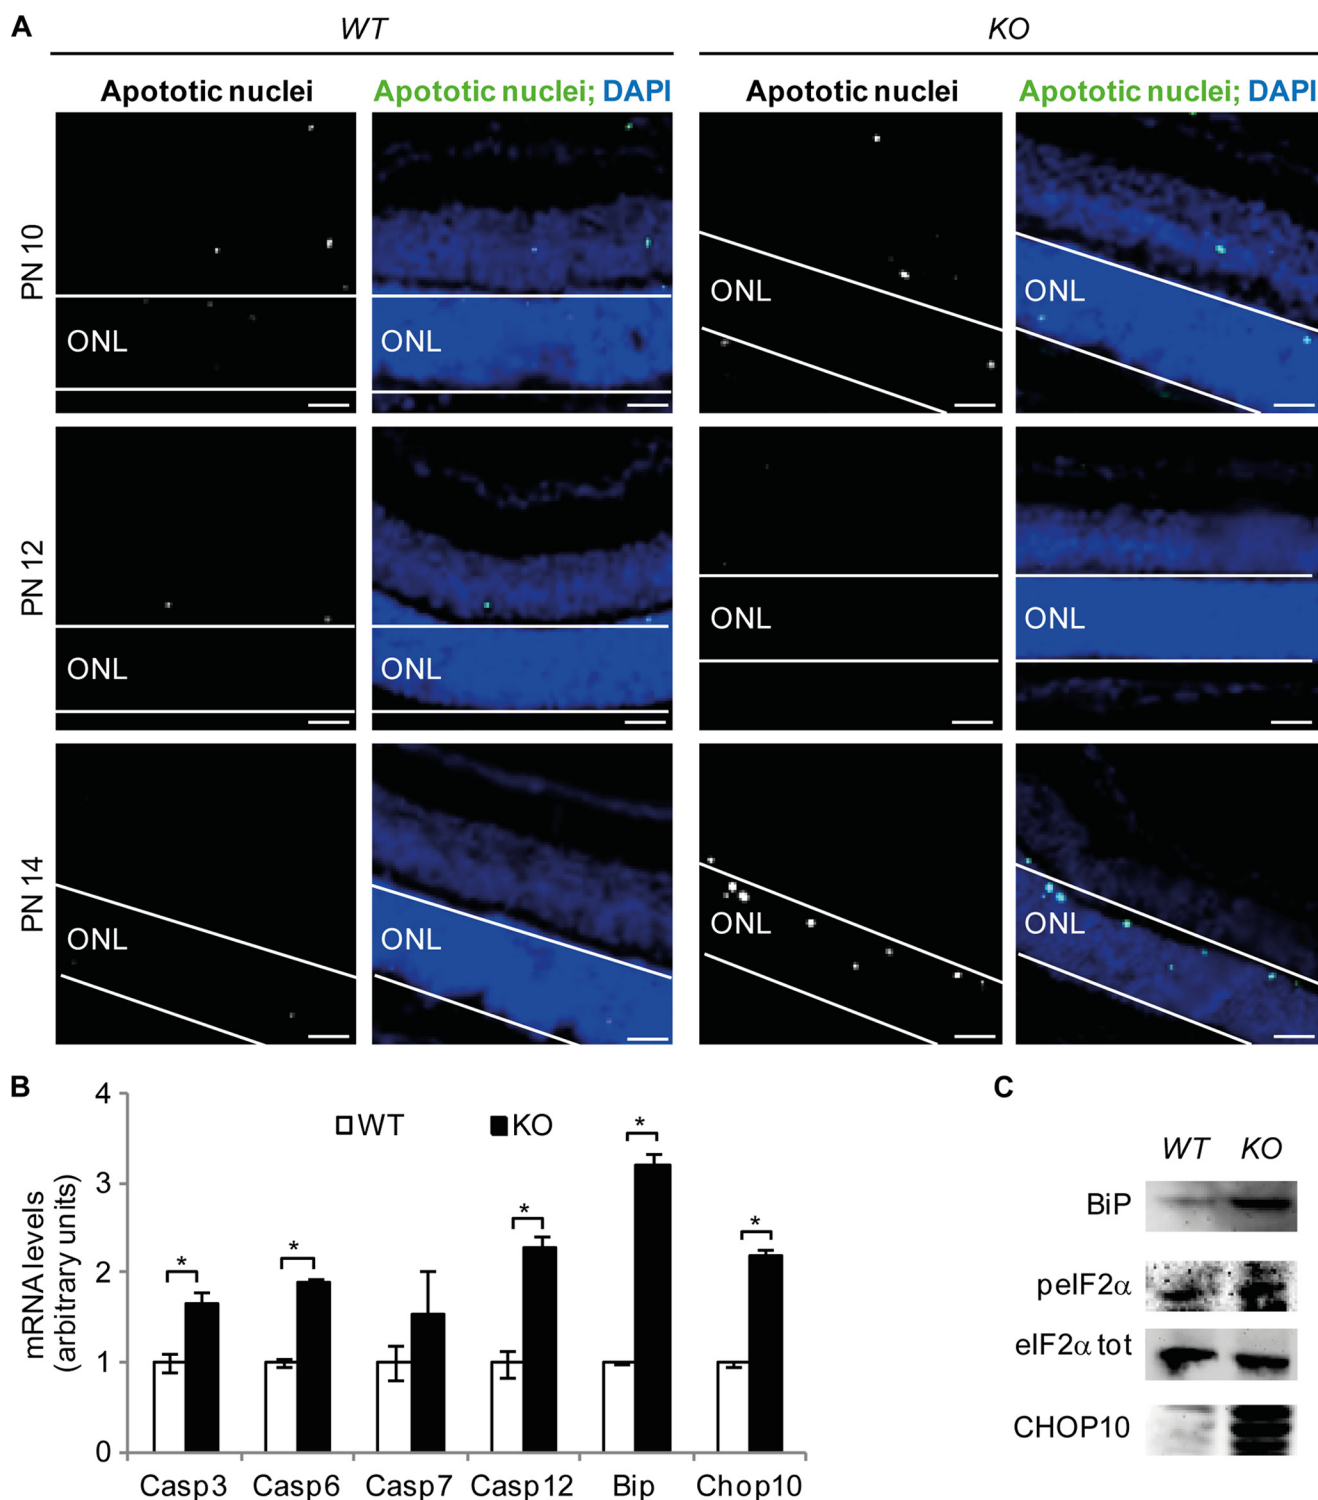 A
WT
KO
Apototic nuclei
Apototic nuclei; DAPI
Apototic nuclei
Apototic nuclei; DAPI
PN 10
ONL
ONL
ONL
ONL
PN 12
ONL
ONL
ONL
ONL
PN 14
ONL
ONL
ONL
ONL
B
mRNA levels
(arbitrary units)
4
3
2
1
0
WT
KO
*
*
*
*
*
Casp3
Casp6
Casp7
Casp12
Bip
Chop10
C
WT
KO
BiP
peIF2α
eIF2α tot
CHOP10